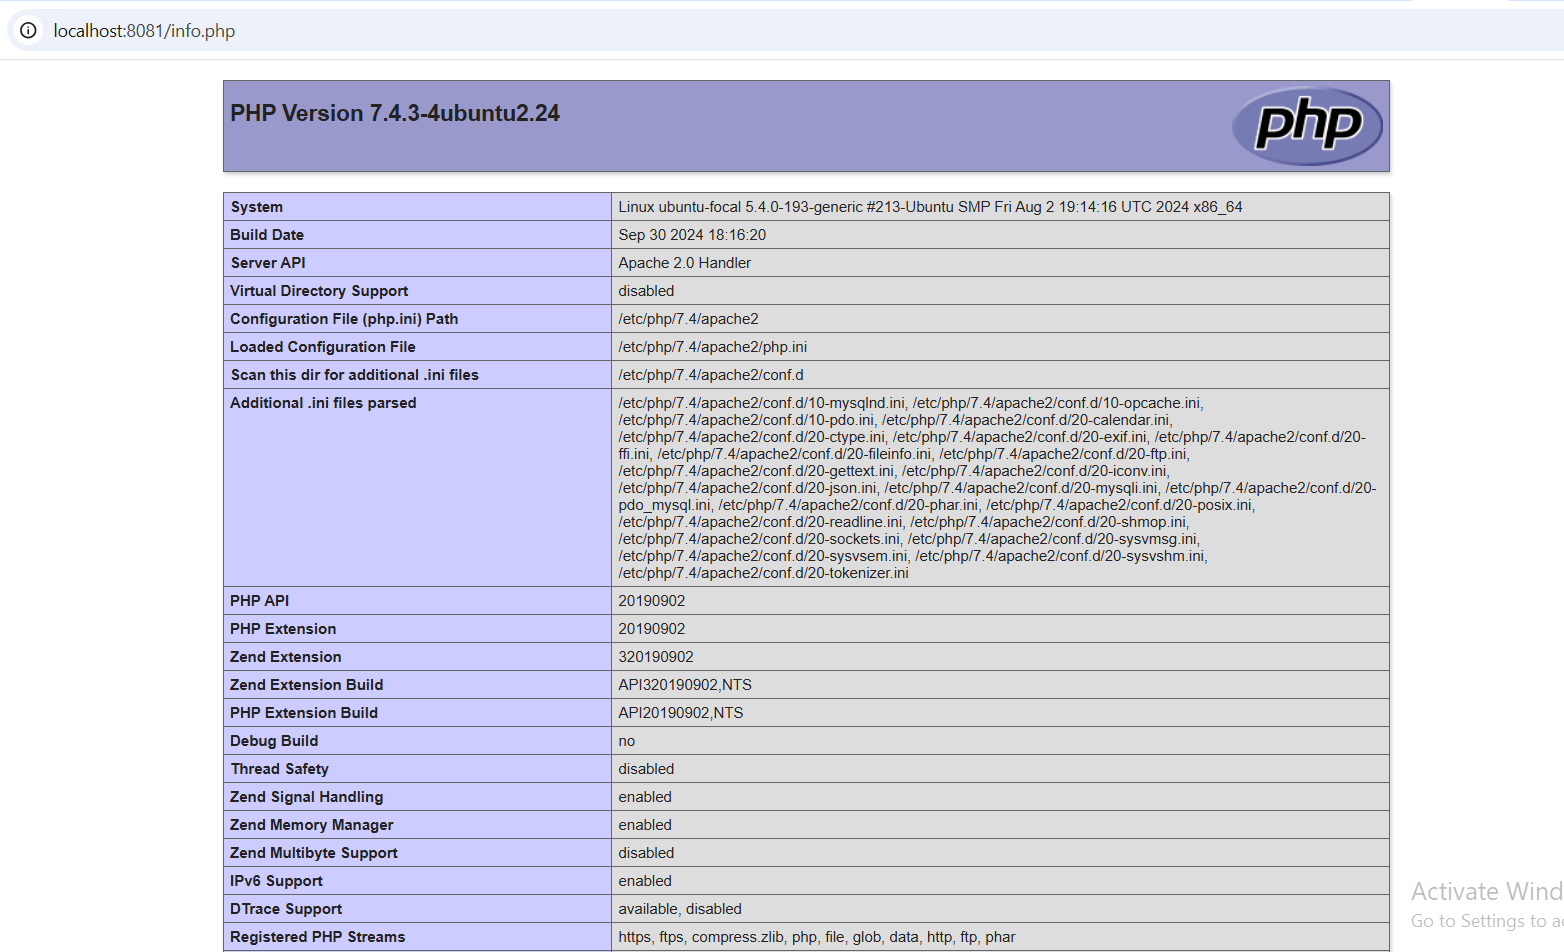 localhost:8081/info.php
PHP Version 7.4.3-4ubuntu2.24
php
System Linux ubuntu-focal 5.4.0-193-generic #213-Ubuntu SMP Fri Aug 2 19:14:16 UTC 2024 x86_64
Build Date Sep 30 2024 18:16:20
Server API Apache 2.0 Handler
Virtual Directory Support disabled
Configuration File (php.ini) Path /etc/php/7.4/apache2
Loaded Configuration File /etc/php/7.4/apache2/php.ini
Scan this dir for additional .ini files /etc/php/7.4/apache2/conf.d
Additional .ini files parsed /etc/php/7.4/apache2/conf.d/10-mysqlnd.ini, /etc/php/7.4/apache2/conf.d/10-opcache.ini,
/etc/php/7.4/apache2/conf.d/10-pdo.ini, /etc/php/7.4/apache2/conf.d/20-calendar.ini,
/etc/php/7.4/apache2/conf.d/20-ctype.ini, /etc/php/7.4/apache2/conf.d/20-exif.ini, /etc/php/7.4/apache2/conf.d/20-
ffi.ini, /etc/php/7.4/apache2/conf.d/20-fileinfo.ini, /etc/php/7.4/apache2/conf.d/20-ftp.ini,
/etc/php/7.4/apache2/conf.d/20-gettext.ini, /etc/php/7.4/apache2/conf.d/20-iconv.ini,
/etc/php/7.4/apache2/conf.d/20-json.ini, /etc/php/7.4/apache2/conf.d/20-mysqli.ini, /etc/php/7.4/apache2/conf.d/20-
pdo_mysql.ini, /etc/php/7.4/apache2/conf.d/20-phar.ini, /etc/php/7.4/apache2/conf.d/20-posix.ini,
/etc/php/7.4/apache2/conf.d/20-readline.ini, /etc/php/7.4/apache2/conf.d/20-shmop.ini,
/etc/php/7.4/apache2/conf.d/20-sockets.ini, /etc/php/7.4/apache2/conf.d/20-sysvmsg.ini,
/etc/php/7.4/apache2/conf.d/20-sysvsem.ini, /etc/php/7.4/apache2/conf.d/20-sysvshm.ini,
/etc/php/7.4/apache2/conf.d/20-tokenizer.ini
PHP API 20190902
PHP Extension 20190902
Zend Extension 320190902
Zend Extension Build API320190902,NTS
PHP Extension Build API20190902,NTS
Debug Build no
Thread Safety disabled
Zend Signal Handling enabled
Zend Memory Manager enabled
Zend Multibyte Support disabled
IPv6 Support enabled
DTrace Support available, disabled
Registered PHP Streams https, ftps, compress.zlib, php, file, glob, data, http, ftp, phar
Activate Wind
Go to Settings to a